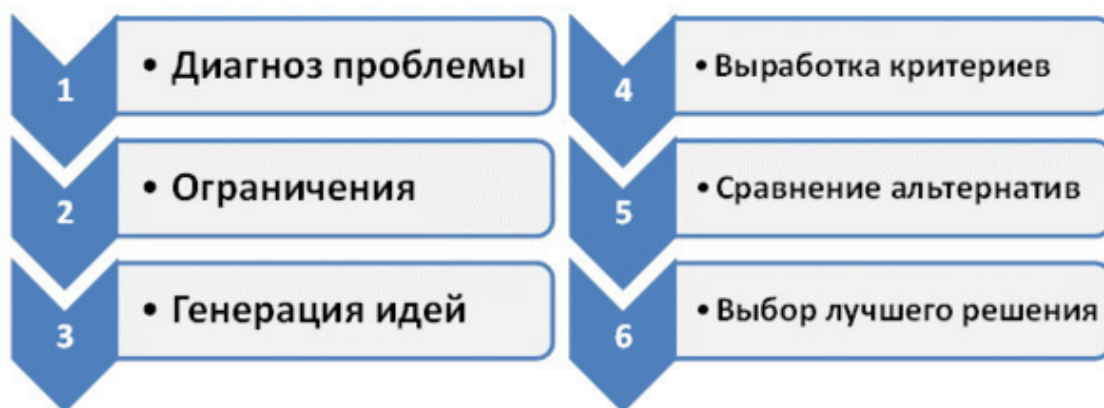 1
• Диагноз проблемы
2
• Ограничения
3
• Генерация идей
4
• Выработка критериев
5
• Сравнение альтернатив
6
• Выбор лучшего решения